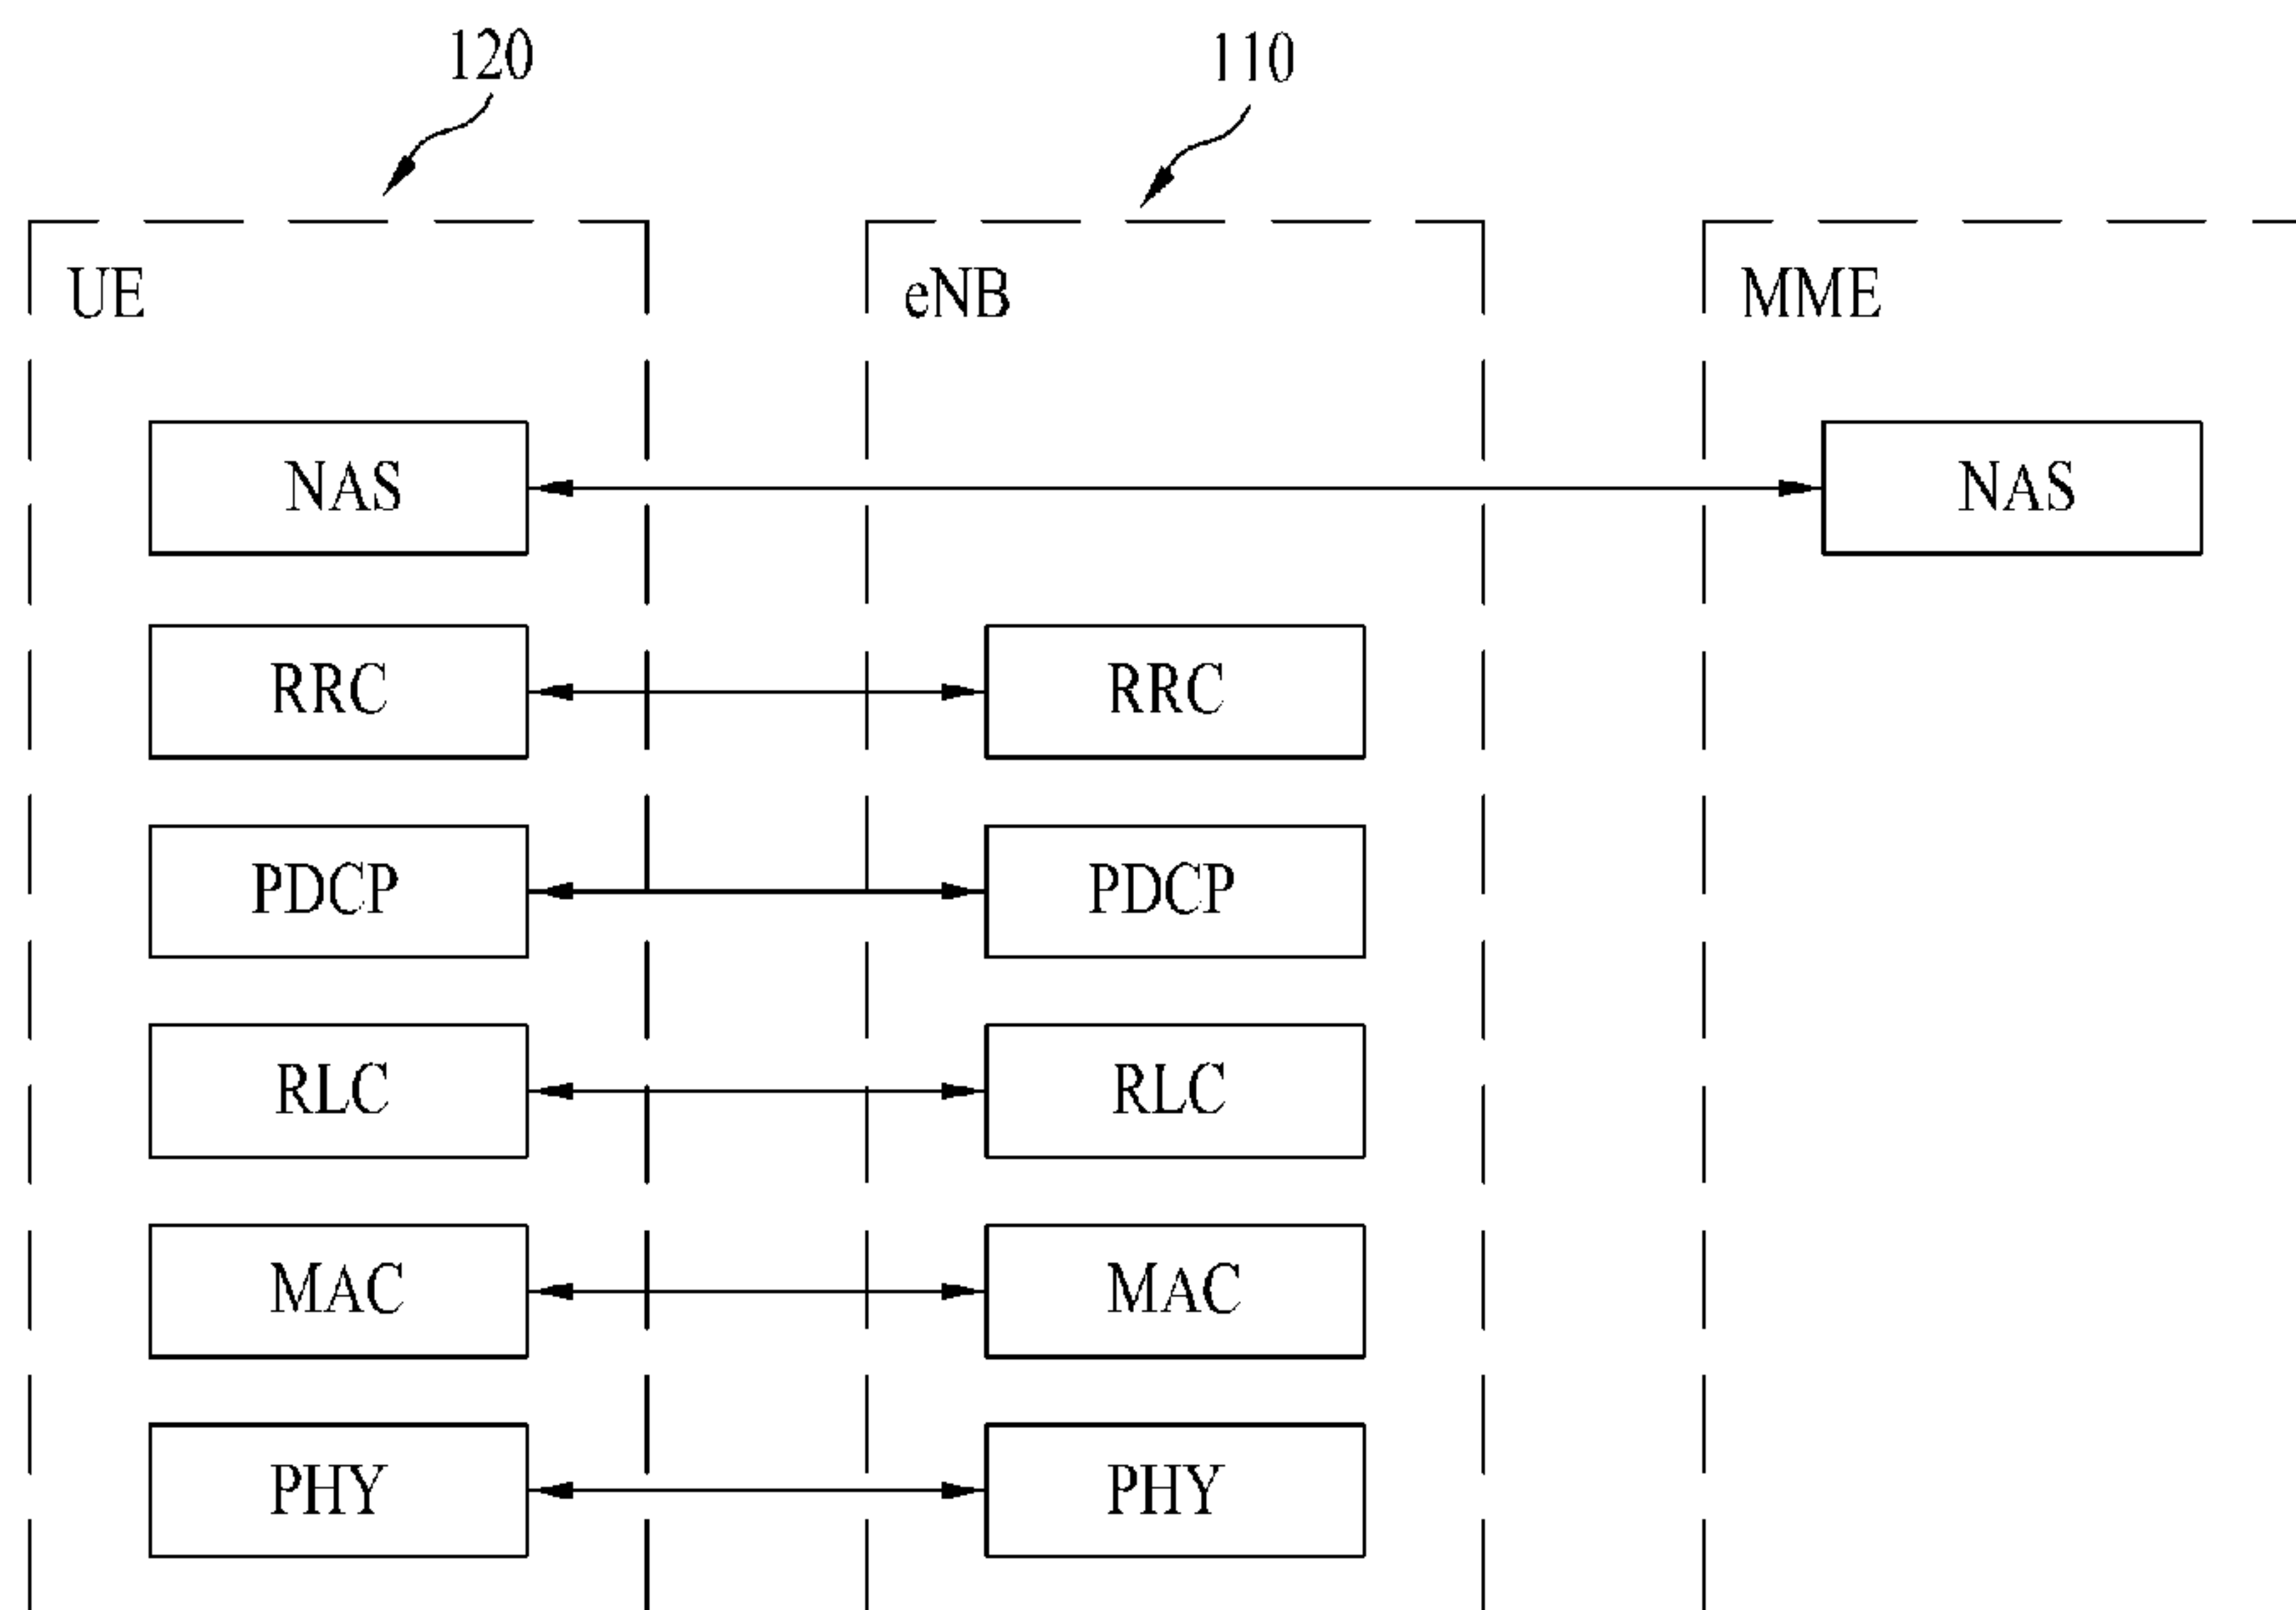 120 110
UE eNB MME
NAS NAS
RRC RRC
PDCP PDCP
RLC RLC
MAC MAC
PHY PHY